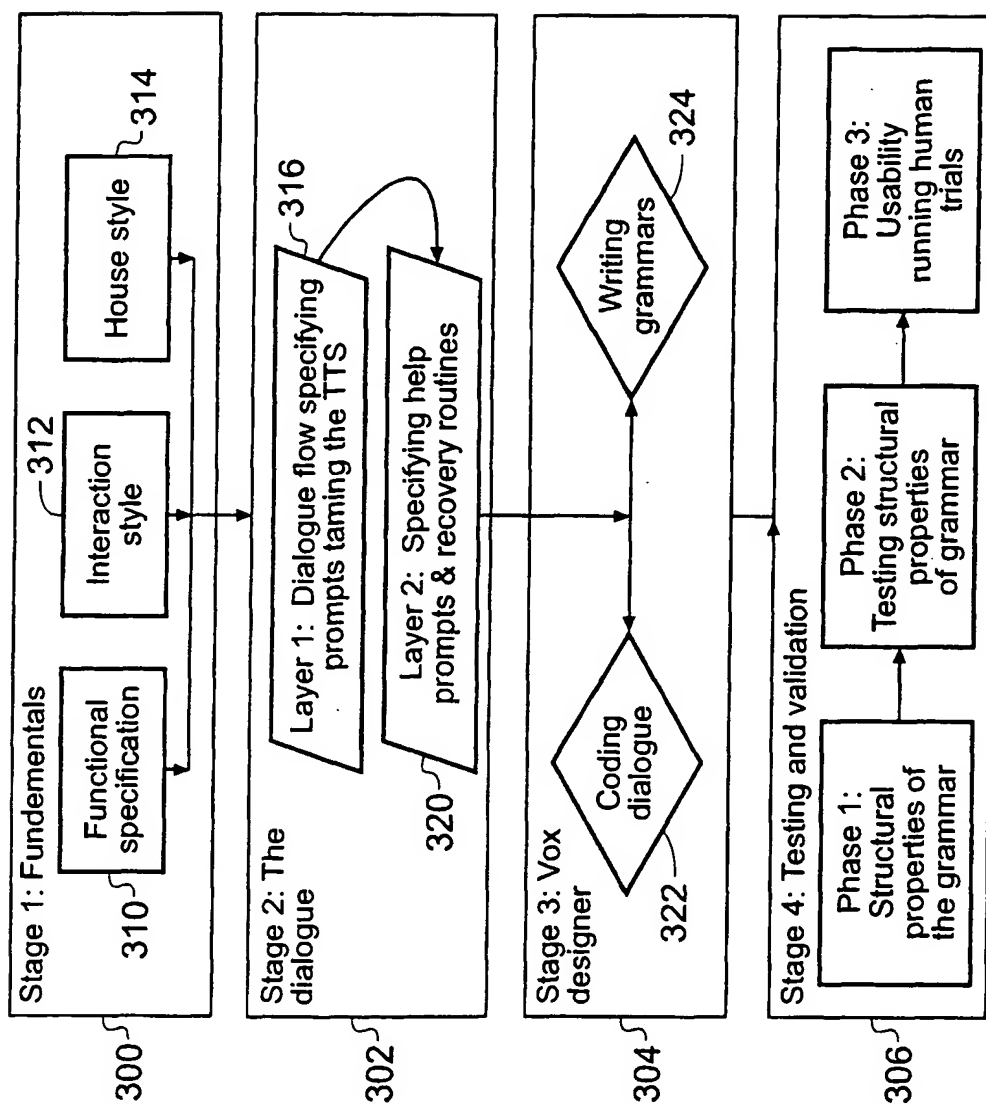 Stage 1: Fundementals
300
Functional
specification
310
Interaction
style
312
House style
314
Stage 2: The
dialogue
302
Layer 1: Dialogue flow specifying
prompts taming the TTS
316
Layer 2: Specifying help
prompts & recovery routines
320
Stage 3: Vox
designer
304
Coding
dialogue
322
Writing
grammars
324
Stage 4: Testing and validation
306
Phase 1:
Structural
properties of
the grammar
Phase 2:
Testing structural
properties
of grammar
Phase 3:
Usability
running human
trials